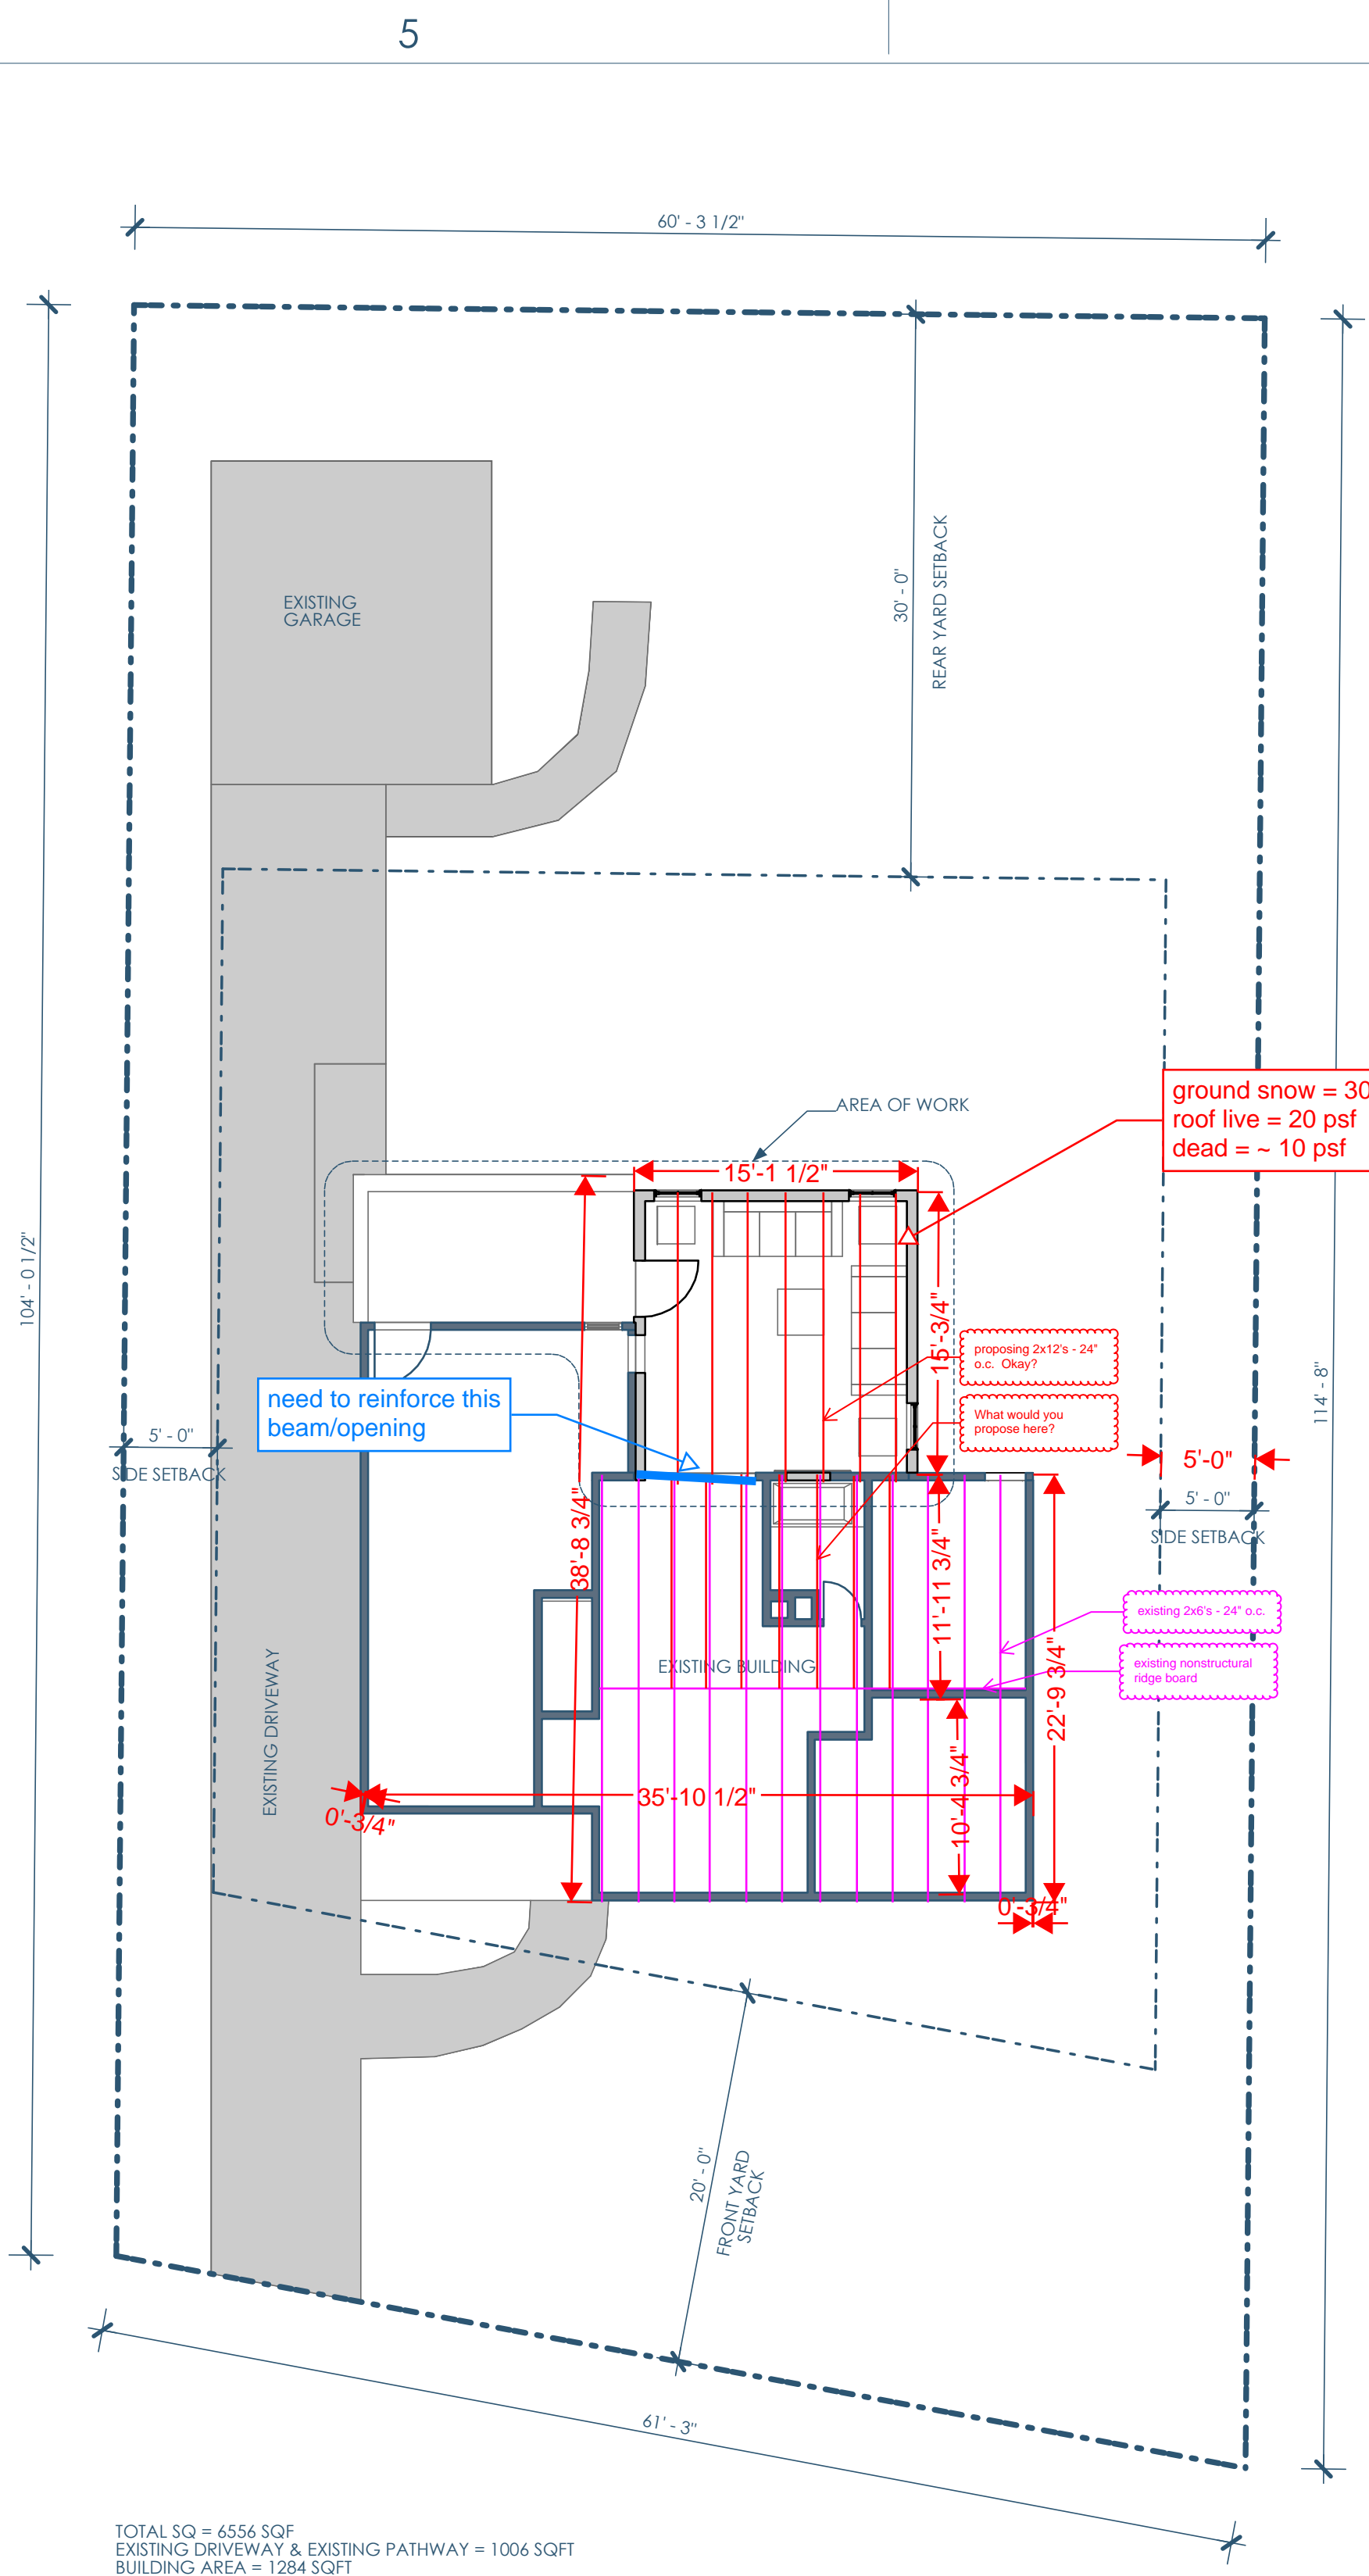 5
60' - 3 1/2"
EXISTING
GARAGE
30' - 0"
REAR YARD SETBACK
AREA OF WORK
ground snow = 30
roof live = 20 psf
dead = ~ 10 psf
15'-1 1/2"
104' - 0 1/2"
114' - 8"
15'-3/4"
proposing 2x12's - 24"
o.c. Okay?
What would you
propose here?
need to reinforce this
beam/opening
5' - 0"
SIDE SETBACK
5'-0"
5' - 0"
SIDE SETBACK
38'-8 3/4"
11'-11 3/4"
existing 2x6's - 24" o.c.
existing nonstructural
ridge board
EXISTING BUILDING
22'-9 3/4"
EXISTING DRIVEWAY
35'-10 1/2"
10'-4 3/4"
0'-3/4"
0'-3/4"
20' - 0"
FRONT YARD
SETBACK
61' - 3"
TOTAL SQ = 6556 SQF
EXISTING DRIVEWAY & EXISTING PATHWAY = 1006 SQFT
BUILDING AREA = 1284 SQFT